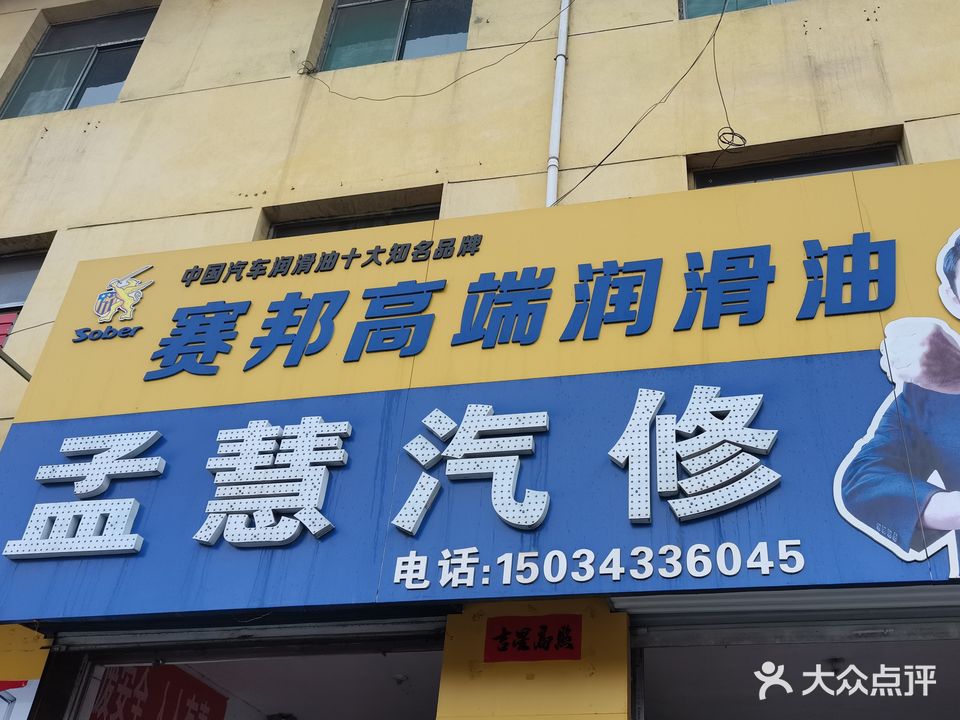 中国汽车润滑油十大知名品牌
Sober
赛邦高端润滑油
孟慧汽修
电话:15034336045
吉星高照
大众点评